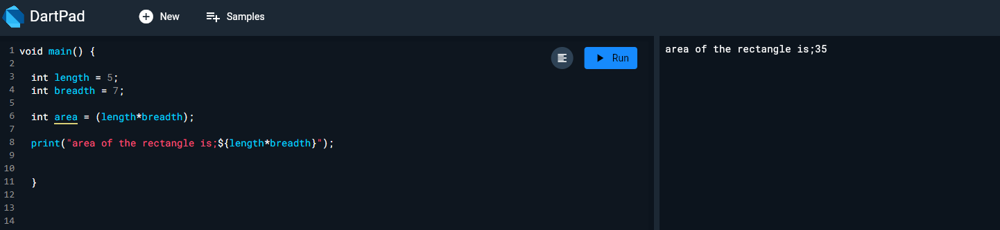 DartPad
New
Samples
1 void main() {
2
3 int length = 5;
4 int breadth = 7;
5
6 int area = (length*breadth);
7
8 print("area of the rectangle is;${length*breadth}");
9
10
11 }
12
13
14
Run
area of the rectangle is;35